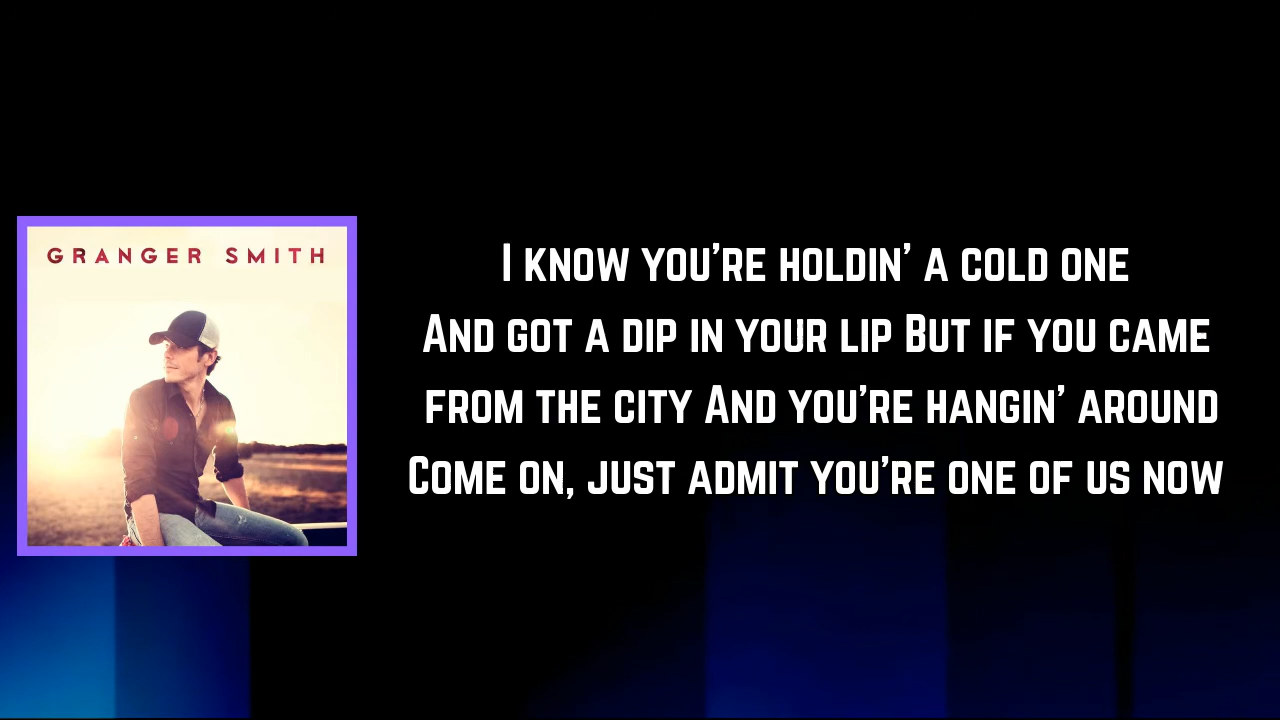 GRANGER SMITH
I KNOW YOU'RE HOLDIN' A COLD ONE
AND GOT A DIP IN YOUR LIP BUT IF YOU CAME
FROM THE CITY AND YOU'RE HANGIN' AROUND
COME ON, JUST ADMIT YOU'RE ONE OF US NOW